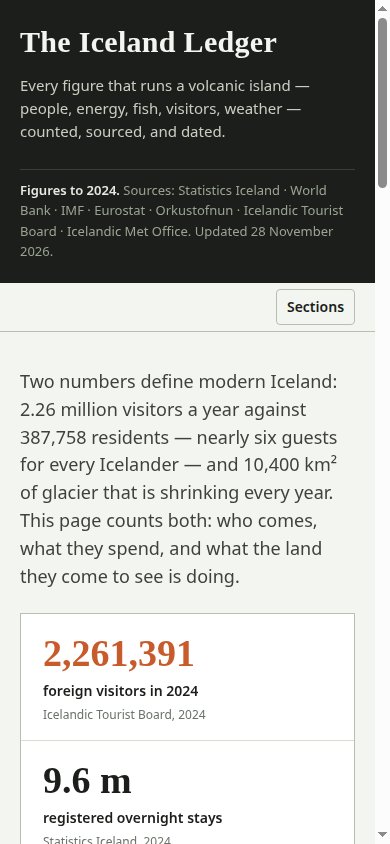 The Iceland Ledger
Every figure that runs a volcanic island —
people, energy, fish, visitors, weather —
counted, sourced, and dated.
Figures to 2024. Sources: Statistics Iceland · World
Bank · IMF · Eurostat · Orkustofnun · Icelandic Tourist
Board · Icelandic Met Office. Updated 28 November
2026.
Sections
Two numbers define modern Iceland:
2.26 million visitors a year against
387,758 residents — nearly six guests
for every Icelander — and 10,400 km²
of glacier that is shrinking every year.
This page counts both: who comes,
what they spend, and what the land
they come to see is doing.
2,261,391
foreign visitors in 2024
Icelandic Tourist Board, 2024
9.6 m
registered overnight stays
Statistics Iceland, 2024